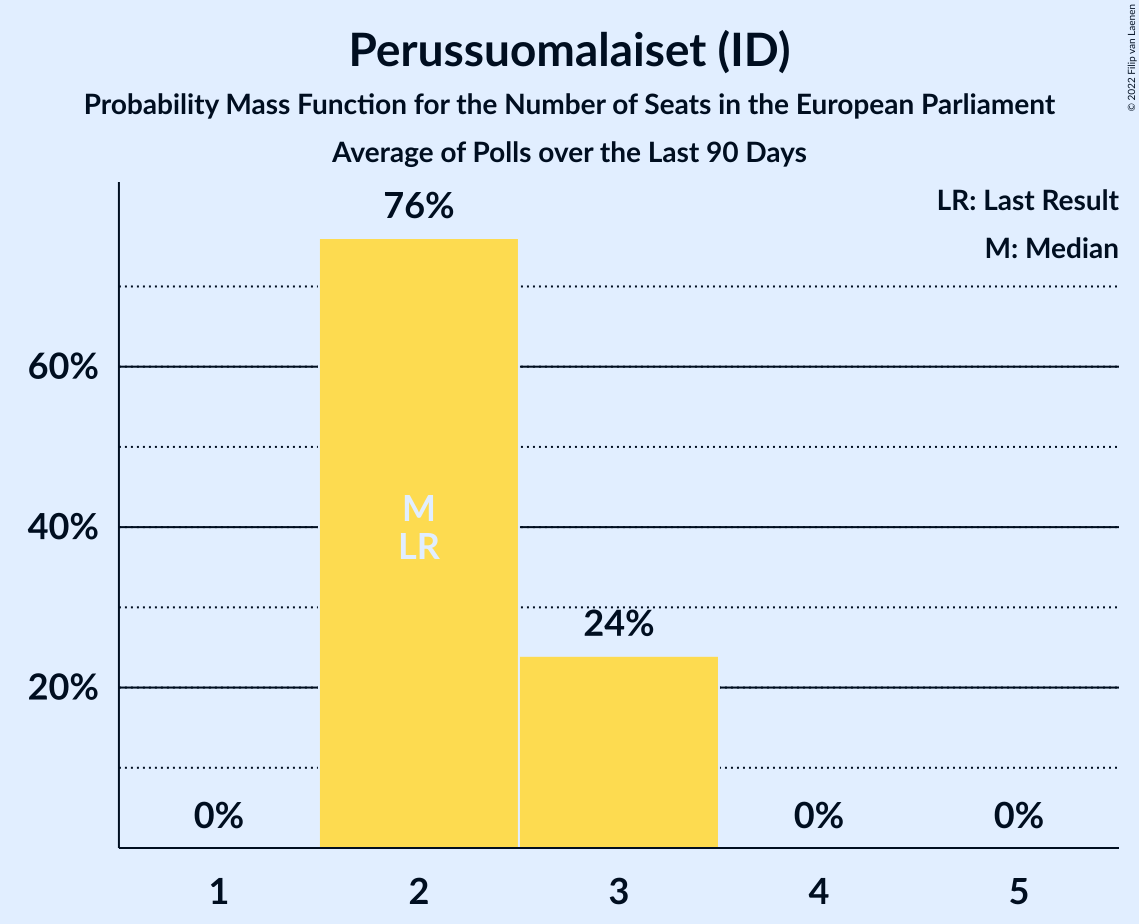 Perussuomalaiset (ID)
Probability Mass Function for the Number of Seats in the European Parliament
Average of Polls over the Last 90 Days
© 2022 Filip van Laenen
LR: Last Result
M: Median
76%
60%
M
40%
LR
24%
20%
0%
0%
0%
1
2
3
4
5